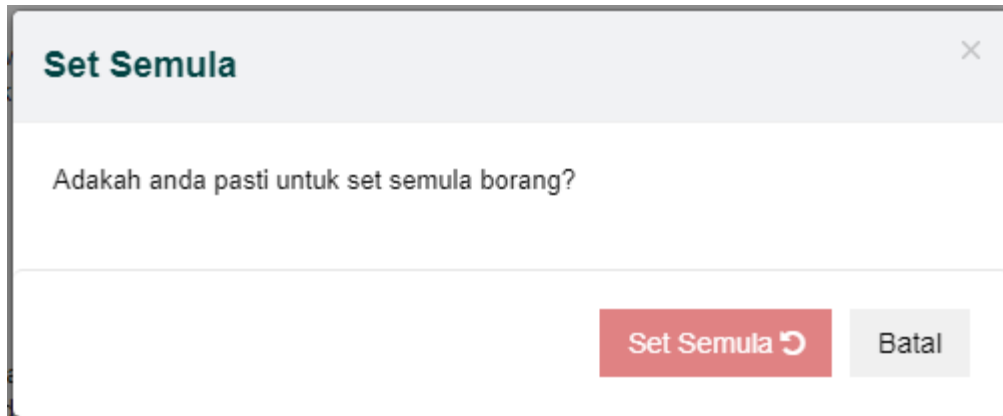 Set Semula
Adakah anda pasti untuk set semula borang?
Set Semula
Batal